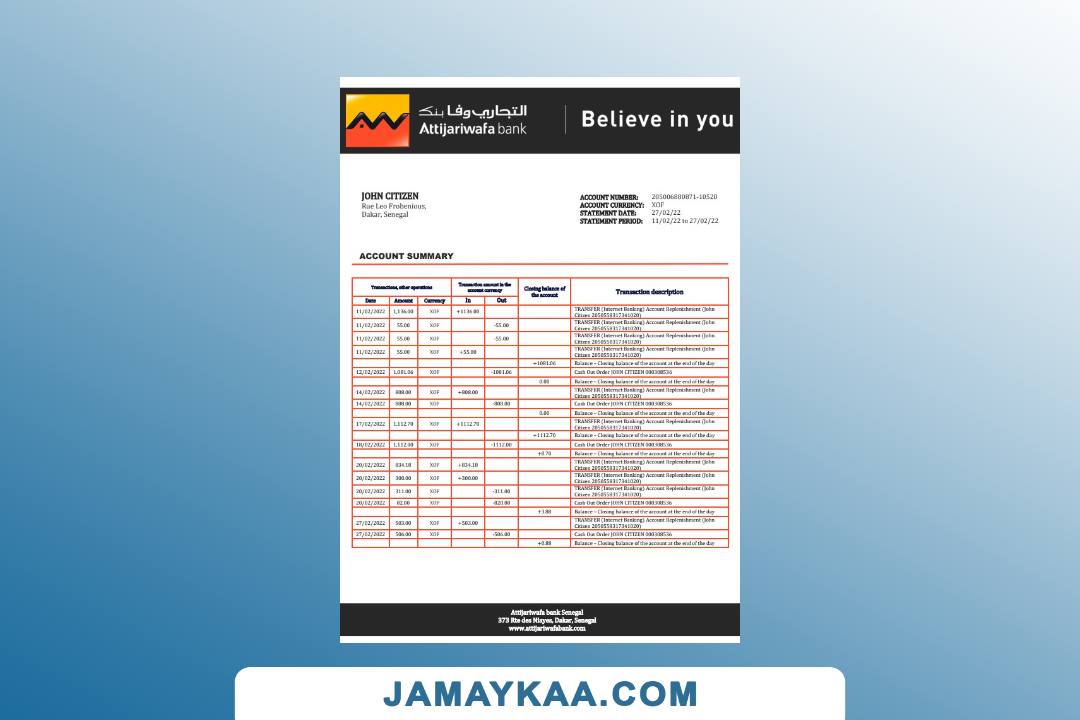 التجاري وفا بنك
Attijariwafa bank
Believe in you
JOHN CITIZEN
Rue Leo Frobenious,
Dakar, Senegal
ACCOUNT NUMBER: 205006800871-10520
ACCOUNT CURRENCY: XOF
STATEMENT DATE: 27/02/22
STATEMENT PERIOD: 11/02/22 to 27/02/22
ACCOUNT SUMMARY
Transactions, other operations
Transaction amount in the
account currency
Closing balance of
the account
Transaction description
Date Amount Currency In Out
11/02/2022 1,136.00 XOF +1136.00 TRANSFER (Internet Banking) Account Replenishment (John
Citizen 2050550317341020)
11/02/2022 55.00 XOF -55.00 TRANSFER (Internet Banking) Account Replenishment (John
Citizen 2050550317341020)
11/02/2022 55.00 XOF -55.00 TRANSFER (Internet Banking) Account Replenishment (John
Citizen 2050550317341020)
11/02/2022 55.00 XOF +55.00 TRANSFER (Internet Banking) Account Replenishment (John
Citizen 2050550317341020)
+1081.06 Balance – Closing balance of the account at the end of the day
12/02/2022 1,081.06 XOF -1081.06 Cash Out Order JOHN CITIZEN 000308536
0.00 Balance – Closing balance of the account at the end of the day
14/02/2022 808.00 XOF +808.00 TRANSFER (Internet Banking) Account Replenishment (John
Citizen 2050550317341020)
14/02/2022 808.00 XOF -808.00 Cash Out Order JOHN CITIZEN 000308536
0.00 Balance – Closing balance of the account at the end of the day
17/02/2022 1,112.70 XOF +1112.70 TRANSFER (Internet Banking) Account Replenishment (John
Citizen 2050550317341020)
+1112.70 Balance – Closing balance of the account at the end of the day
18/02/2022 1,112.00 XOF -1112.00 Cash Out Order JOHN CITIZEN 000308536
+0.70 Balance – Closing balance of the account at the end of the day
20/02/2022 834.18 XOF +834.18 TRANSFER (Internet Banking) Account Replenishment (John
Citizen 2050550317341020)
20/02/2022 300.00 XOF +300.00 TRANSFER (Internet Banking) Account Replenishment (John
Citizen 2050550317341020)
20/02/2022 311.00 XOF -311.00 TRANSFER (Internet Banking) Account Replenishment (John
Citizen 2050550317341020)
20/02/2022 02.00 XOF -820.00 Cash Out Order JOHN CITIZEN 000308536
+3.88 Balance – Closing balance of the account at the end of the day
27/02/2022 503.00 XOF +503.00 TRANSFER (Internet Banking) Account Replenishment (John
Citizen 2050550317341020)
27/02/2022 506.00 XOF -506.00 Cash Out Order JOHN CITIZEN 000308536
+0.88 Balance – Closing balance of the account at the end of the day
Attijariwafa bank Senegal
373 Rte des Niayes, Dakar, Senegal
www.attijariwafabank.com
JAMAYKAA.COM